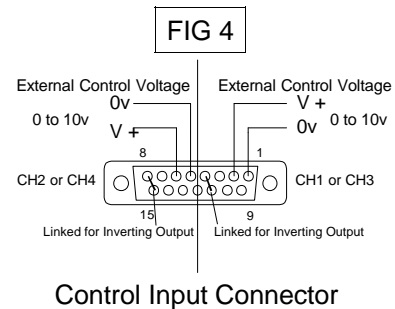 FIG 4
External Control Voltage External Control Voltage
0v V +
0 to 10v 0 to 10v
V + 0v
8 1
CH2 or CH4 CH1 or CH3
15 9
Linked for Inverting Output Linked for Inverting Output
Control Input Connector